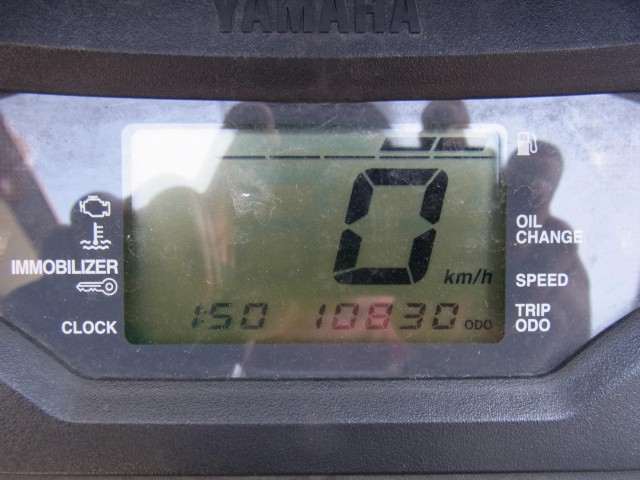 YAMAHA
0 km/h
1:50 10830 ODO
IMMOBILIZER
CLOCK
OIL
CHANGE
SPEED
TRIP
ODO